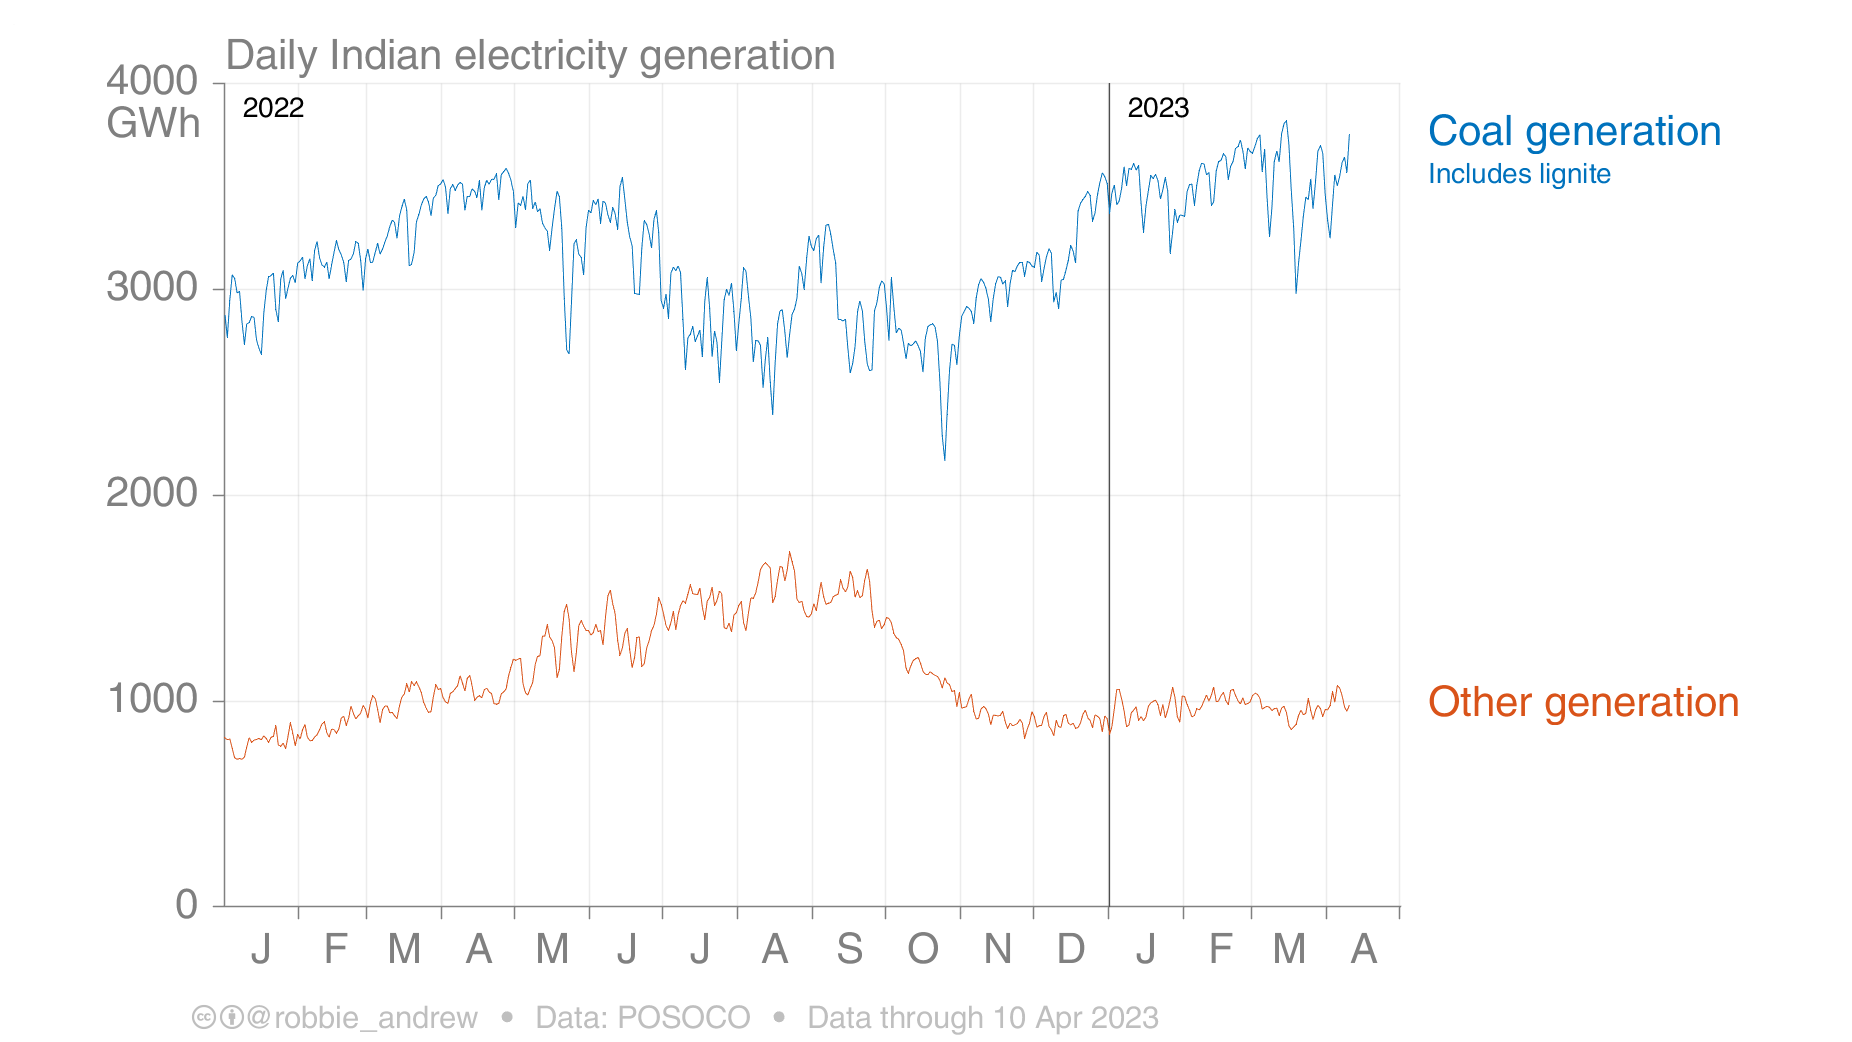 Daily Indian electricity generation
4000
GWh
2022
2023
Coal generation
Includes lignite
3000
2000
1000
Other generation
0
J F M A M J J A S O N D J F M A
@robbie_andrew • Data: POSOCO • Data through 10 Apr 2023